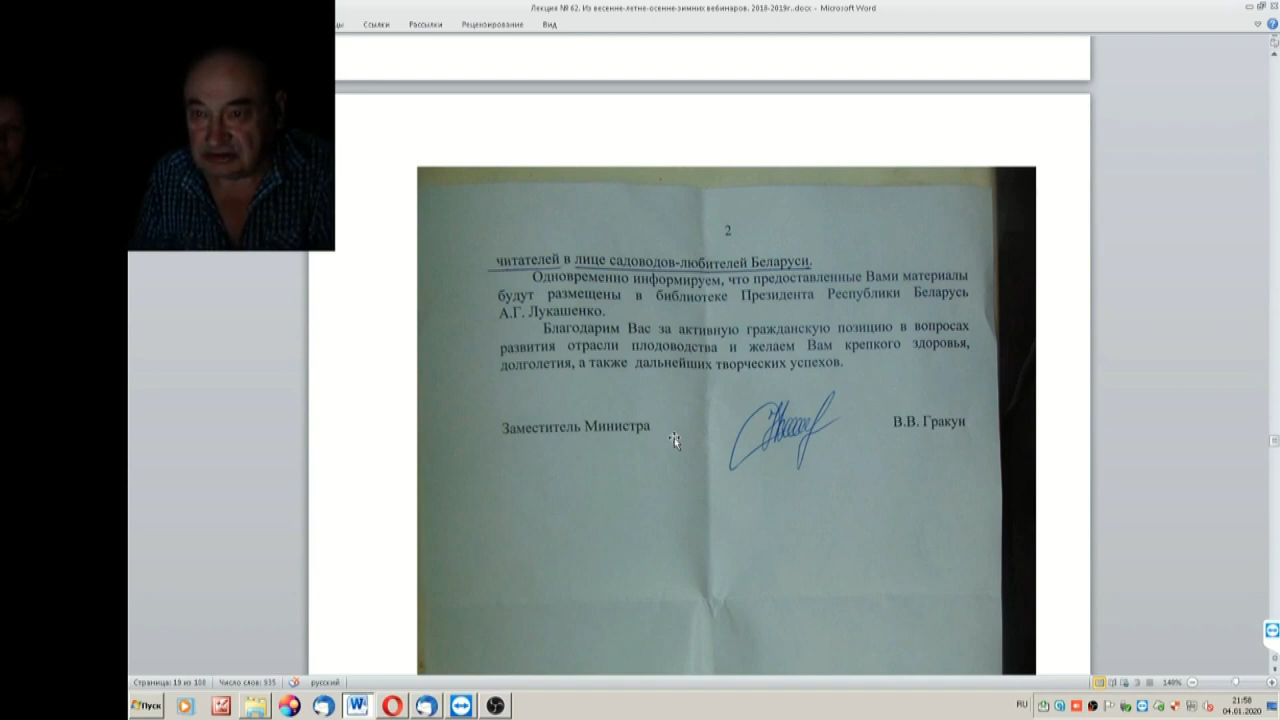 Лекция № 62. Из весенне-летне-осенне-зимних вебинаров. 2018-2019г..docx - Microsoft Word
Ссылки Рассылки Рецензирование Вид
2
читателей в лице садоводов-любителей Беларуси.
Одновременно информируем, что предоставленные Вами материалы
будут размещены в библиотеке Президента Республики Беларусь
А.Г. Лукашенко.
Благодарим Вас за активную гражданскую позицию в вопросах
развития отрасли плодоводства и желаем Вам крепкого здоровья,
долголетия, а также дальнейших творческих успехов.
Заместитель Министра В.В. Гракун
Страница: 19 из 108 Число слов: 935 русский 140%
Пуск RU 21:58
04.01.2020